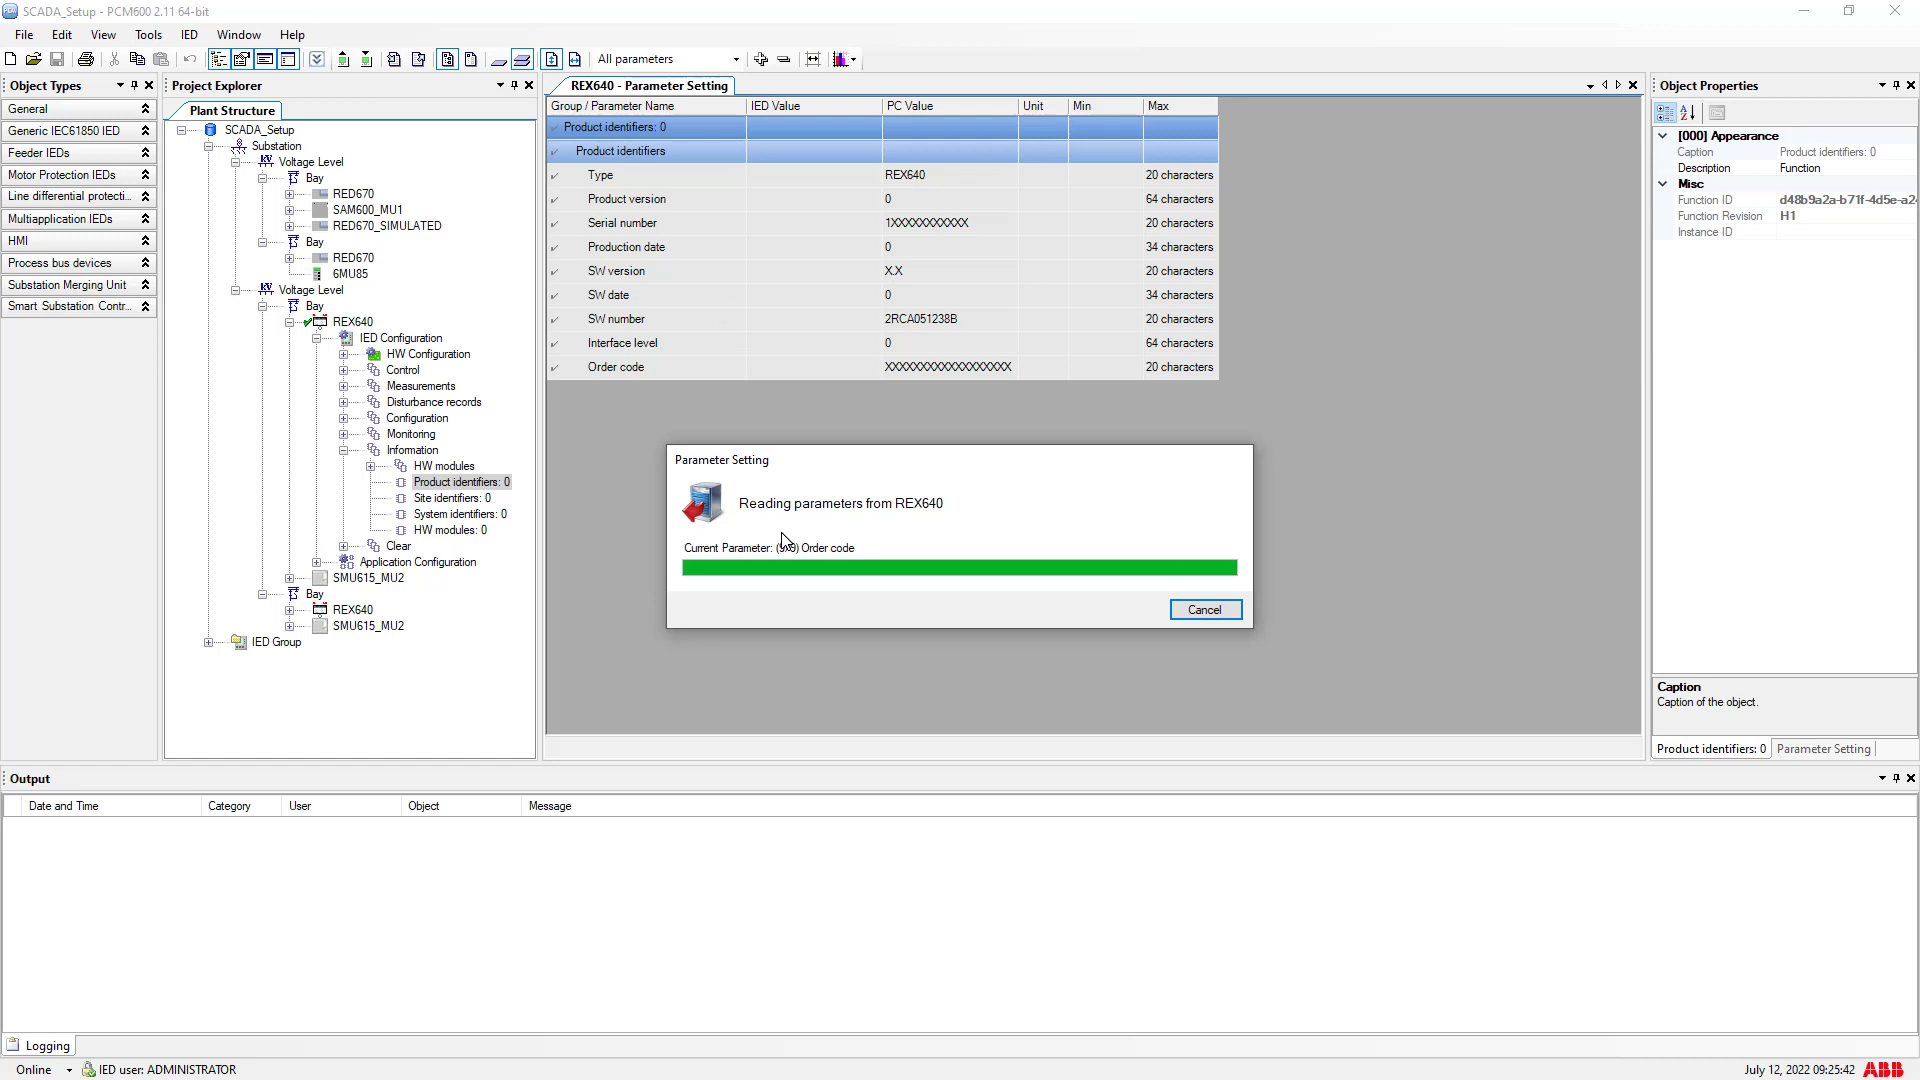 SCADA_Setup - PCM600 2.11 64-bit
File Edit View Tools IED Window Help
All parameters
Object Types
General
Generic IEC61850 IED
Feeder IEDs
Motor Protection IEDs
Line differential protecti...
Multiapplication IEDs
HMI
Process bus devices
Substation Merging Unit
Smart Substation Contr...
Project Explorer
Plant Structure
SCADA_Setup
Substation
Voltage Level
Bay
RED670
SAM600_MU1
RED670_SIMULATED
Bay
RED670
6MU85
Voltage Level
Bay
REX640
IED Configuration
HW Configuration
Control
Measurements
Disturbance records
Configuration
Monitoring
Information
HW modules
Product identifiers: 0
Site identifiers: 0
System identifiers: 0
HW modules: 0
Clear
Application Configuration
SMU615_MU2
Bay
REX640
SMU615_MU2
IED Group
REX640 - Parameter Setting
Group / Parameter Name IED Value PC Value Unit Min Max
Product identifiers: 0
Product identifiers
Type REX640 20 characters
Product version 0 64 characters
Serial number 1XXXXXXXXXXX 20 characters
Production date 0 34 characters
SW version X.X 20 characters
SW date 0 34 characters
SW number 2RCA051238B 20 characters
Interface level 0 64 characters
Order code XXXXXXXXXXXXXXXXXXXX 20 characters
Parameter Setting
Reading parameters from REX640
Current Parameter: Order code
Cancel
Object Properties
[000] Appearance
Caption Product identifiers: 0
Description Function
Misc
Function ID d48b9a2a-b71f-4d5e-a2
Function Revision H1
Instance ID
Caption
Caption of the object.
Product identifiers: 0 Parameter Setting
Output
Date and Time Category User Object Message
Logging
Online IED user: ADMINISTRATOR July 12, 2022 09:25:42 ABB